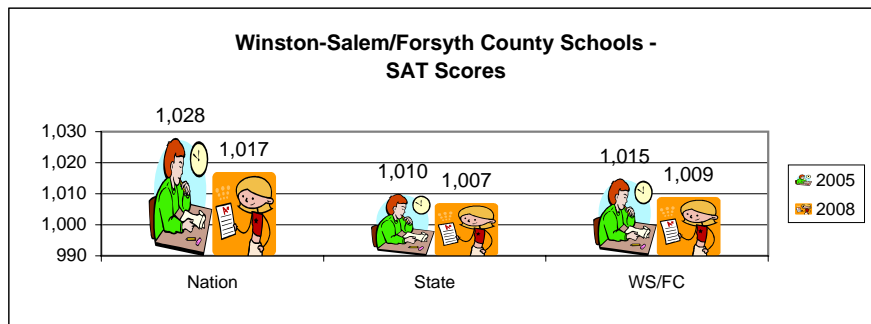 Winston-Salem/Forsyth County Schools -
SAT Scores
1,028
1,017
1,010
1,007
1,015
1,009
1,030
1,020
1,010
1,000
990
Nation
State
WS/FC
2005
2008